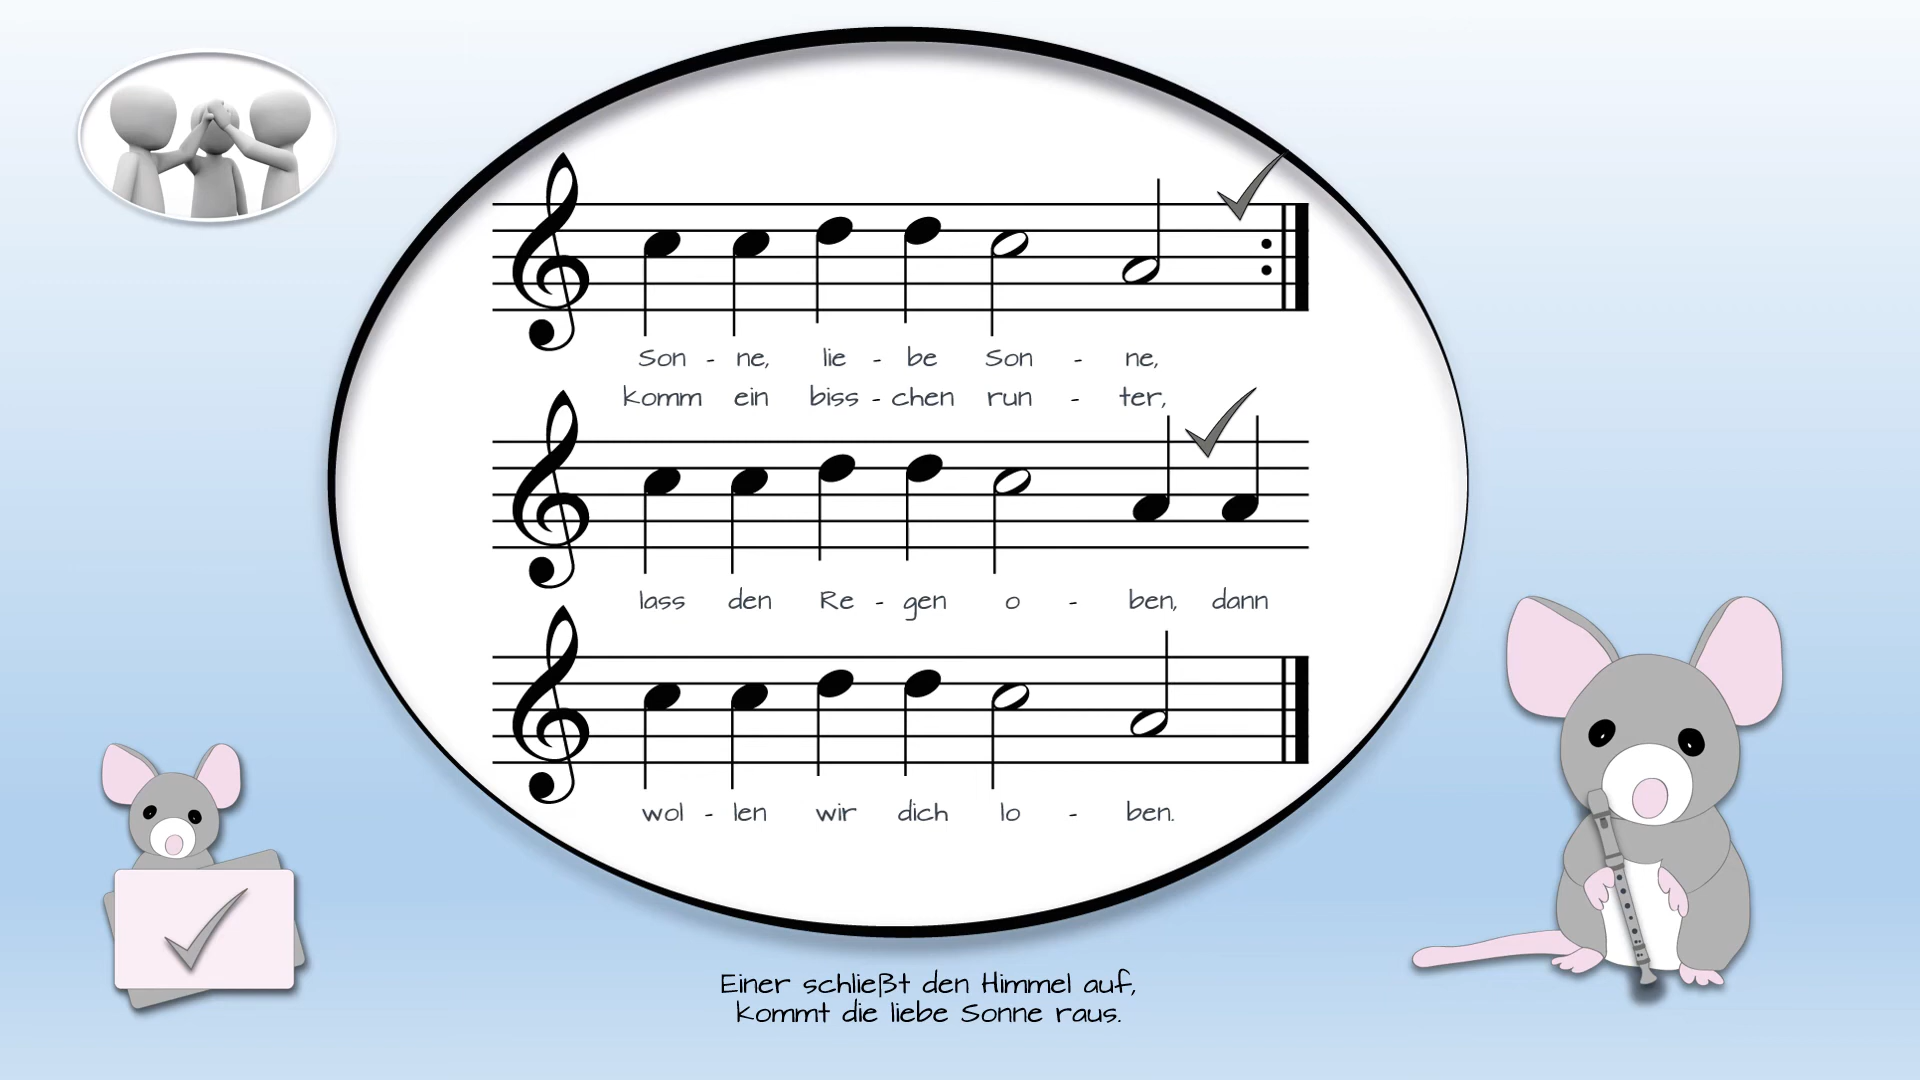 Son - ne, lie - be Son - ne,
komm ein biss - chen run - ter,
lass den Re - gen o - ben, dann
wol - len wir dich lo - ben.
Einer schließt den Himmel auf,
kommt die liebe Sonne raus.